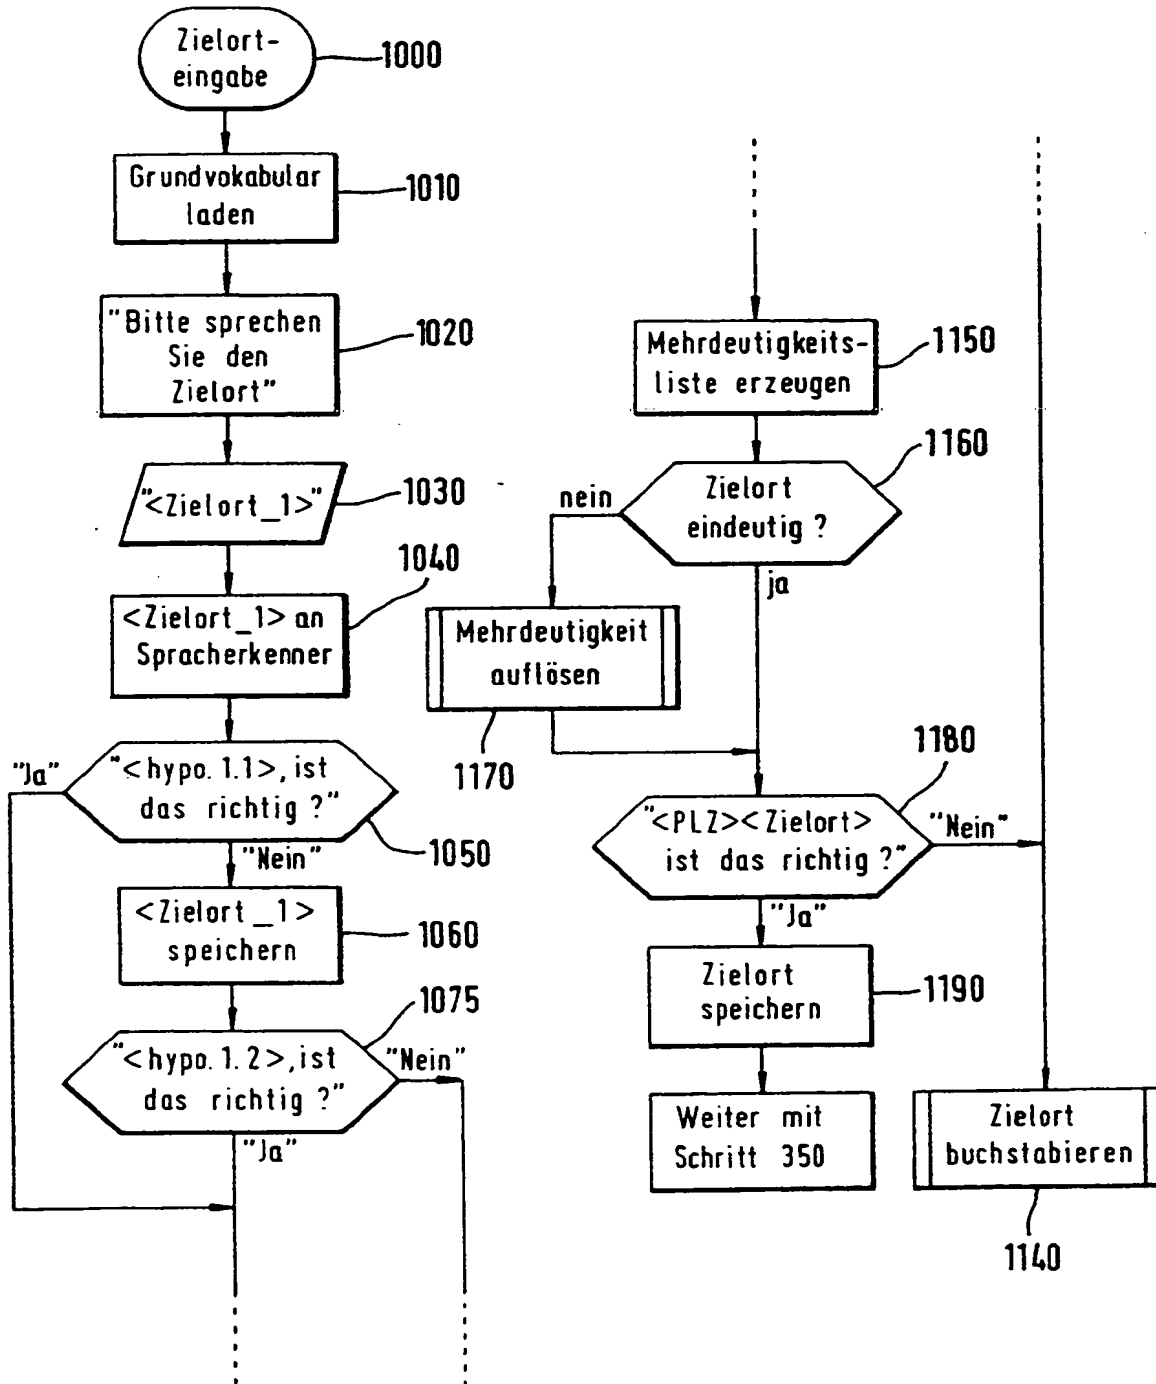 Zielort-
eingabe
1000
Grundvokabular
laden
1010
"Bitte sprechen
Sie den
Zielort"
1020
"<Zielort_1>"
1030
1040
<Zielort_1> an
Spracherkenner
"<hypo. 1.1>, ist
das richtig ?"
"Ja"
1050
"Nein"
<Zielort_1>
speichern
1060
1075
"<hypo. 1.2>, ist
das richtig ?"
"Nein"
"Ja"
Mehrdeutigkeits-
liste erzeugen
1150
1160
Zielort
eindeutig ?
nein
ja
Mehrdeutigkeit
auflösen
1170
1180
"<PLZ><Zielort>
ist das richtig ?"
"Nein"
"Ja"
Zielort
speichern
1190
Weiter mit
Schritt 350
Zielort
buchstabieren
1140